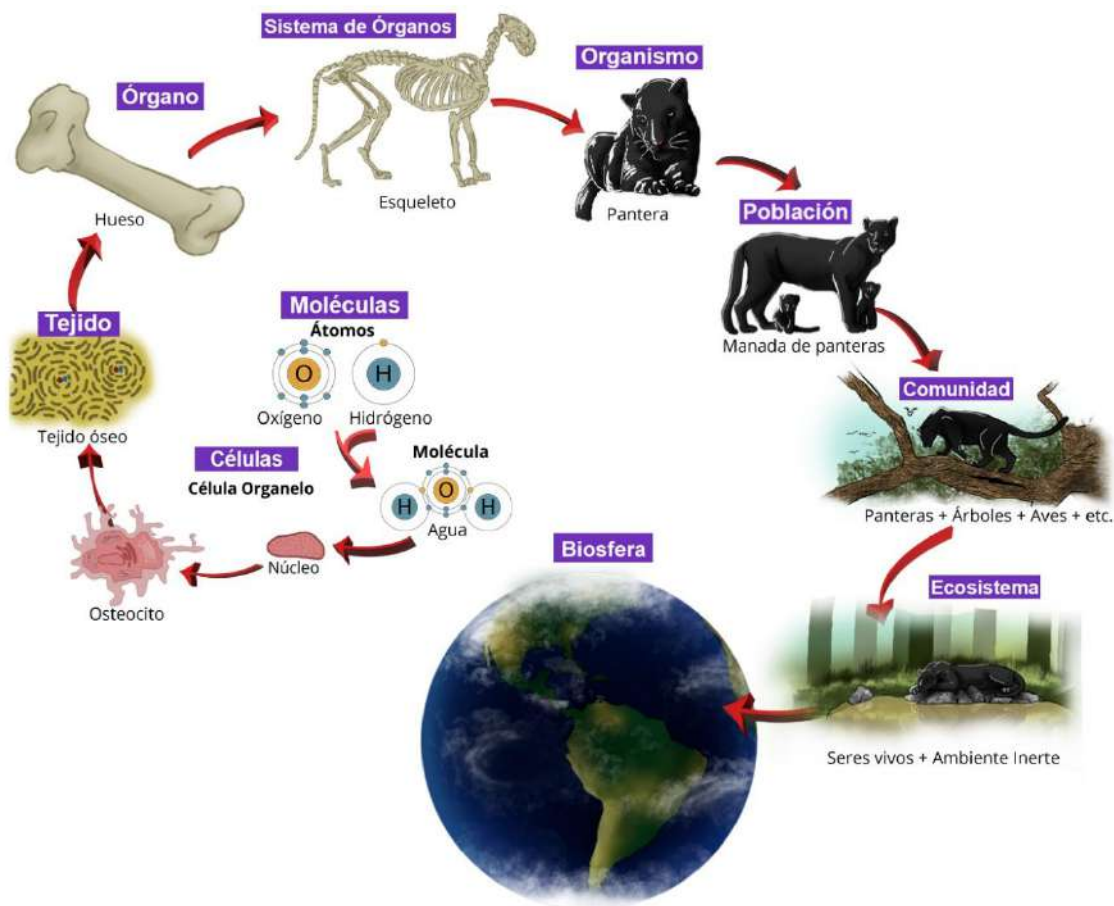 Moléculas
Átomos
O
H
Oxígeno
Hidrógeno
Molécula
H
O
H
Agua
Células
Célula Organelo
Núcleo
Osteocito
Tejido
Tejido óseo
Órgano
Hueso
Sistema de Órganos
Esqueleto
Organismo
Pantera
Población
Manada de panteras
Comunidad
Panteras + Árboles + Aves + etc.
Ecosistema
Seres vivos + Ambiente Inerte
Biosfera